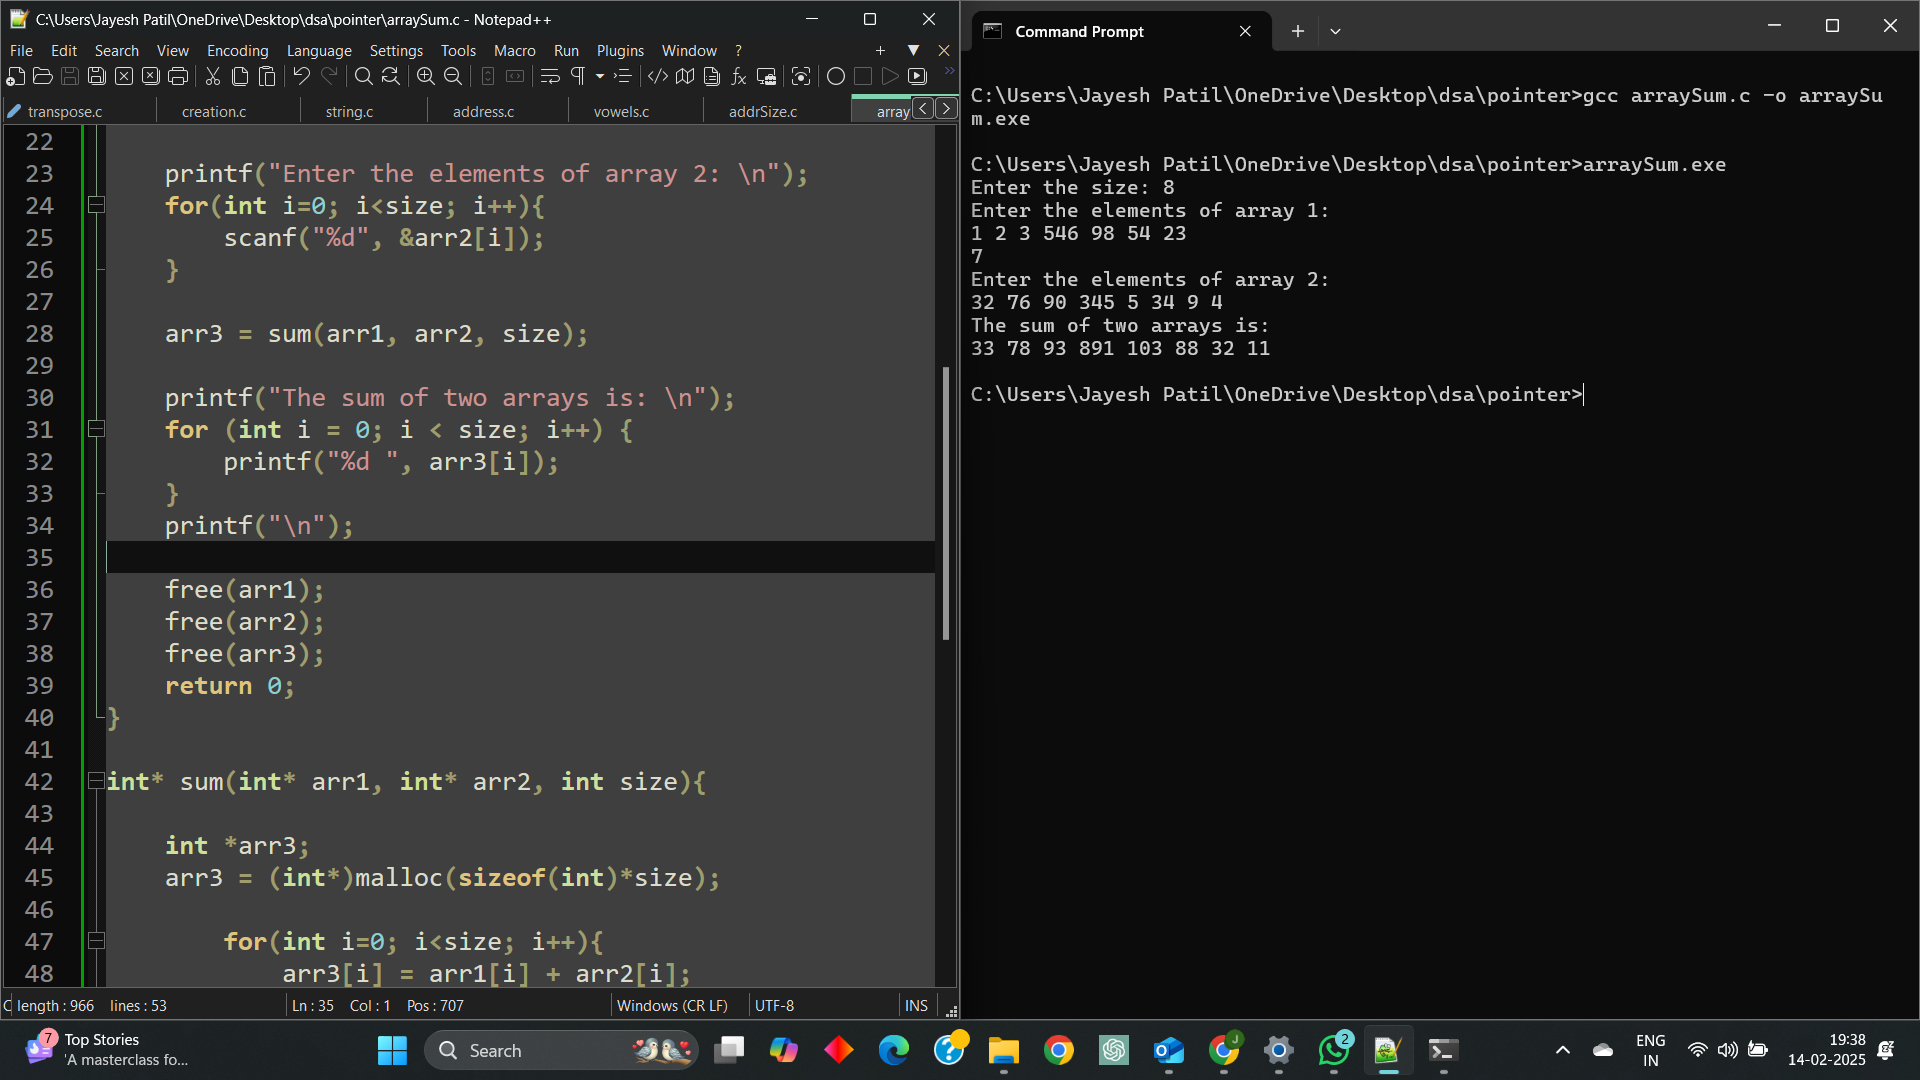 C:\Users\Jayesh Patil\OneDrive\Desktop\dsa\pointer\arraySum.c - Notepad++
File Edit Search View Encoding Language Settings Tools Macro Run Plugins Window ?
transpose.c creation.c string.c address.c vowels.c addrSize.c array
22
23 printf("Enter the elements of array 2: \n");
24 for(int i=0; i<size; i++){
25 scanf("%d", &arr2[i]);
26 }
27
28 arr3 = sum(arr1, arr2, size);
29
30 printf("The sum of two arrays is: \n");
31 for (int i = 0; i < size; i++) {
32 printf("%d ", arr3[i]);
33 }
34 printf("\n");
35
36 free(arr1);
37 free(arr2);
38 free(arr3);
39 return 0;
40 }
41
42 int* sum(int* arr1, int* arr2, int size){
43
44 int *arr3;
45 arr3 = (int*)malloc(sizeof(int)*size);
46
47 for(int i=0; i<size; i++){
48 arr3[i] = arr1[i] + arr2[i];
C length : 966 lines : 53 Ln : 35 Col : 1 Pos : 707 Windows (CR LF) UTF-8 INS
Command Prompt
C:\Users\Jayesh Patil\OneDrive\Desktop\dsa\pointer>gcc arraySum.c -o arraySu
m.exe
C:\Users\Jayesh Patil\OneDrive\Desktop\dsa\pointer>arraySum.exe
Enter the size: 8
Enter the elements of array 1:
1 2 3 546 98 54 23
7
Enter the elements of array 2:
32 76 90 345 5 34 9 4
The sum of two arrays is:
33 78 93 891 103 88 32 11
C:\Users\Jayesh Patil\OneDrive\Desktop\dsa\pointer>
7 Top Stories
'A masterclass fo...
Search
J
2
ENG
IN
19:38
14-02-2025